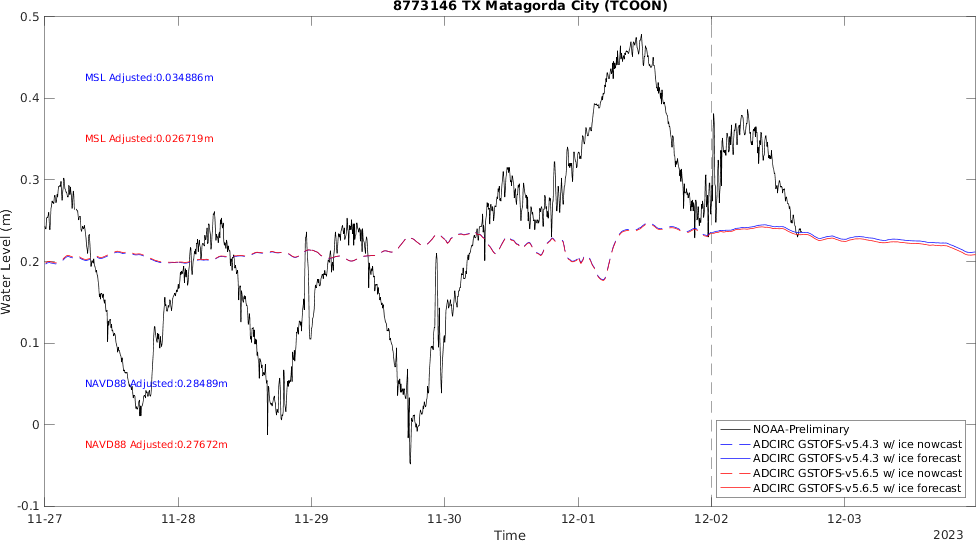 8773146 TX Matagorda City (TCOON)
0.5
0.4
0.3
0.2
0.1
0
-0.1
Water Level (m)
MSL Adjusted:0.034886m
MSL Adjusted:0.026719m
NAVD88 Adjusted:0.28489m
NAVD88 Adjusted:0.27672m
NOAA-Preliminary
ADCIRC GSTOFS-v5.4.3 w/ ice nowcast
ADCIRC GSTOFS-v5.4.3 w/ ice forecast
ADCIRC GSTOFS-v5.6.5 w/ ice nowcast
ADCIRC GSTOFS-v5.6.5 w/ ice forecast
11-27 11-28 11-29 11-30 12-01 12-02 12-03
Time
2023